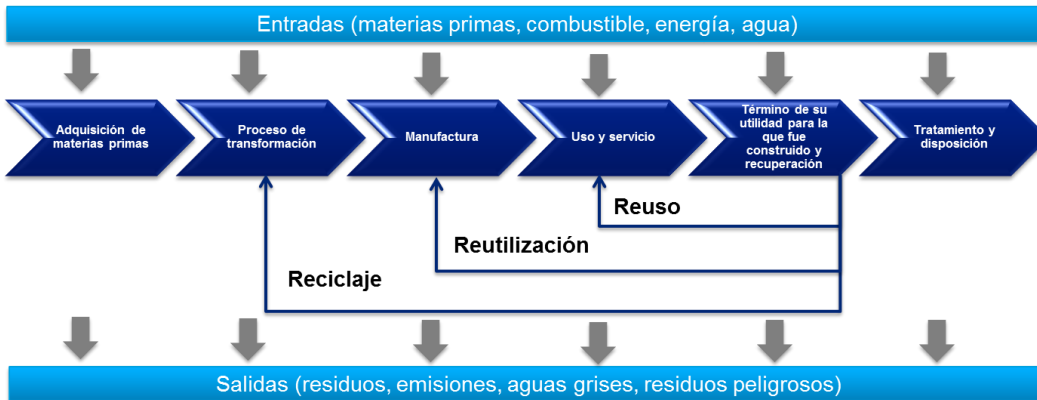 Entradas (materias primas, combustible, energía, agua)
Adquisición de
materias primas
Proceso de
transformación
Manufactura
Uso y servicio
Término de su
utilidad para la
que fue
construido y
recuperación
Tratamiento y
disposición
Reuso
Reutilización
Reciclaje
Salidas (residuos, emisiones, aguas grises, residuos peligrosos)